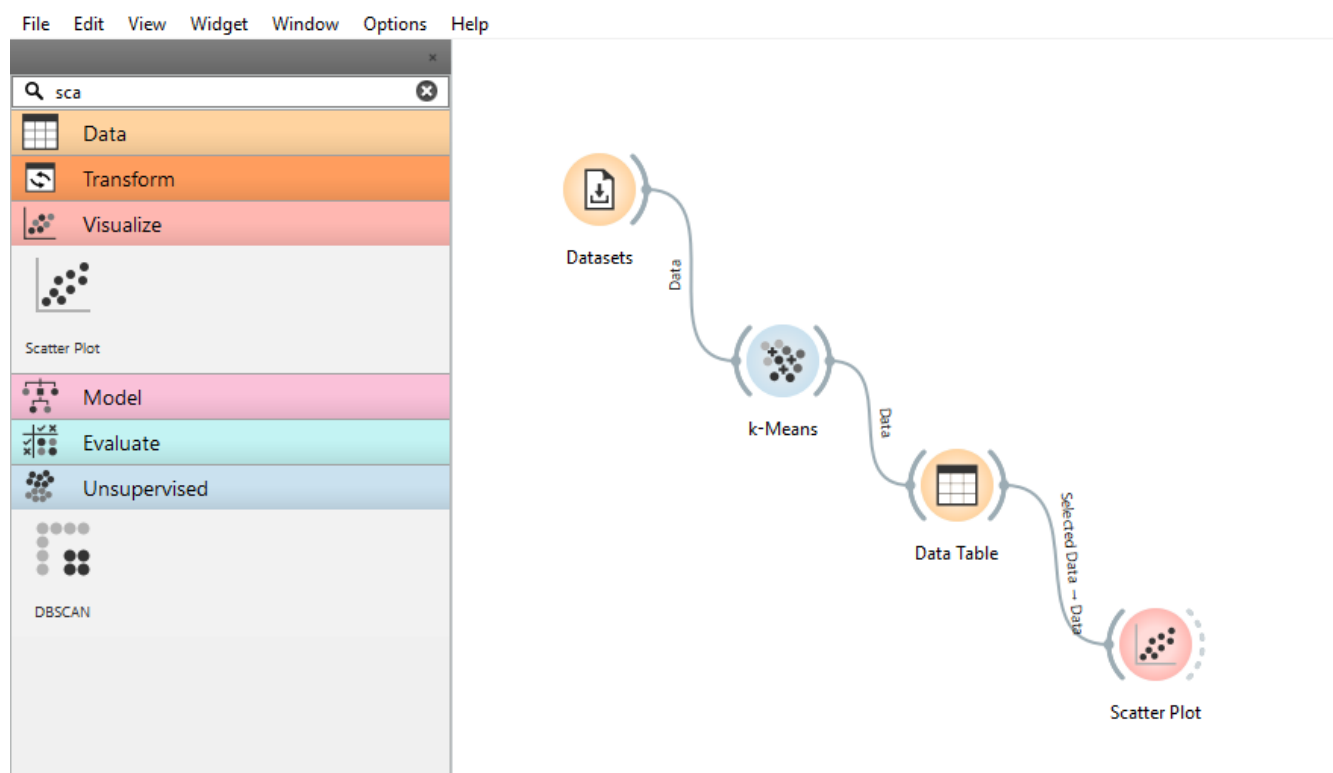 File Edit View Widget Window Options Help
sca
Data
Transform
Visualize
Scatter Plot
Model
Evaluate
Unsupervised
DBSCAN
Datasets
Data
k-Means
Data
Data Table
Selected Data → Data
Scatter Plot